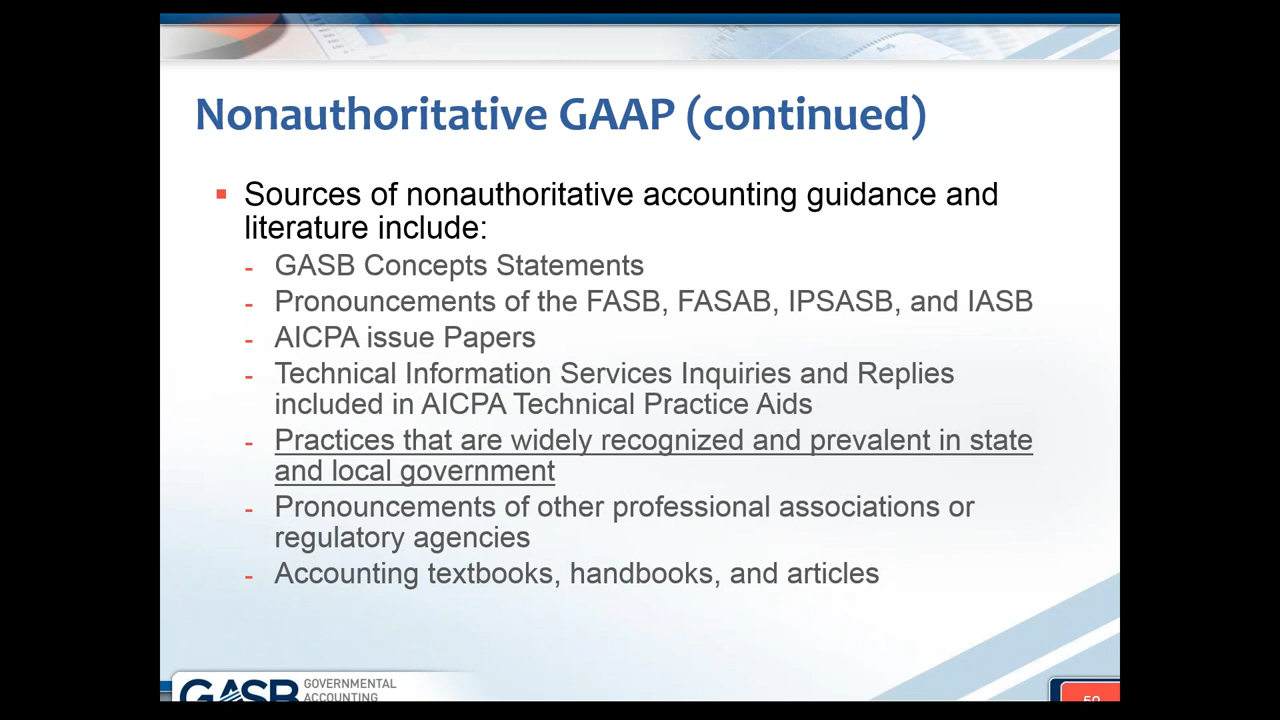 Nonauthoritative GAAP (continued)
Sources of nonauthoritative accounting guidance and
literature include:
- GASB Concepts Statements
- Pronouncements of the FASB, FASAB, IPSASB, and IASB
- AICPA issue Papers
- Technical Information Services Inquiries and Replies
included in AICPA Technical Practice Aids
- Practices that are widely recognized and prevalent in state
and local government
- Pronouncements of other professional associations or
regulatory agencies
- Accounting textbooks, handbooks, and articles
GASB
GOVERNMENTAL
ACCOUNTING